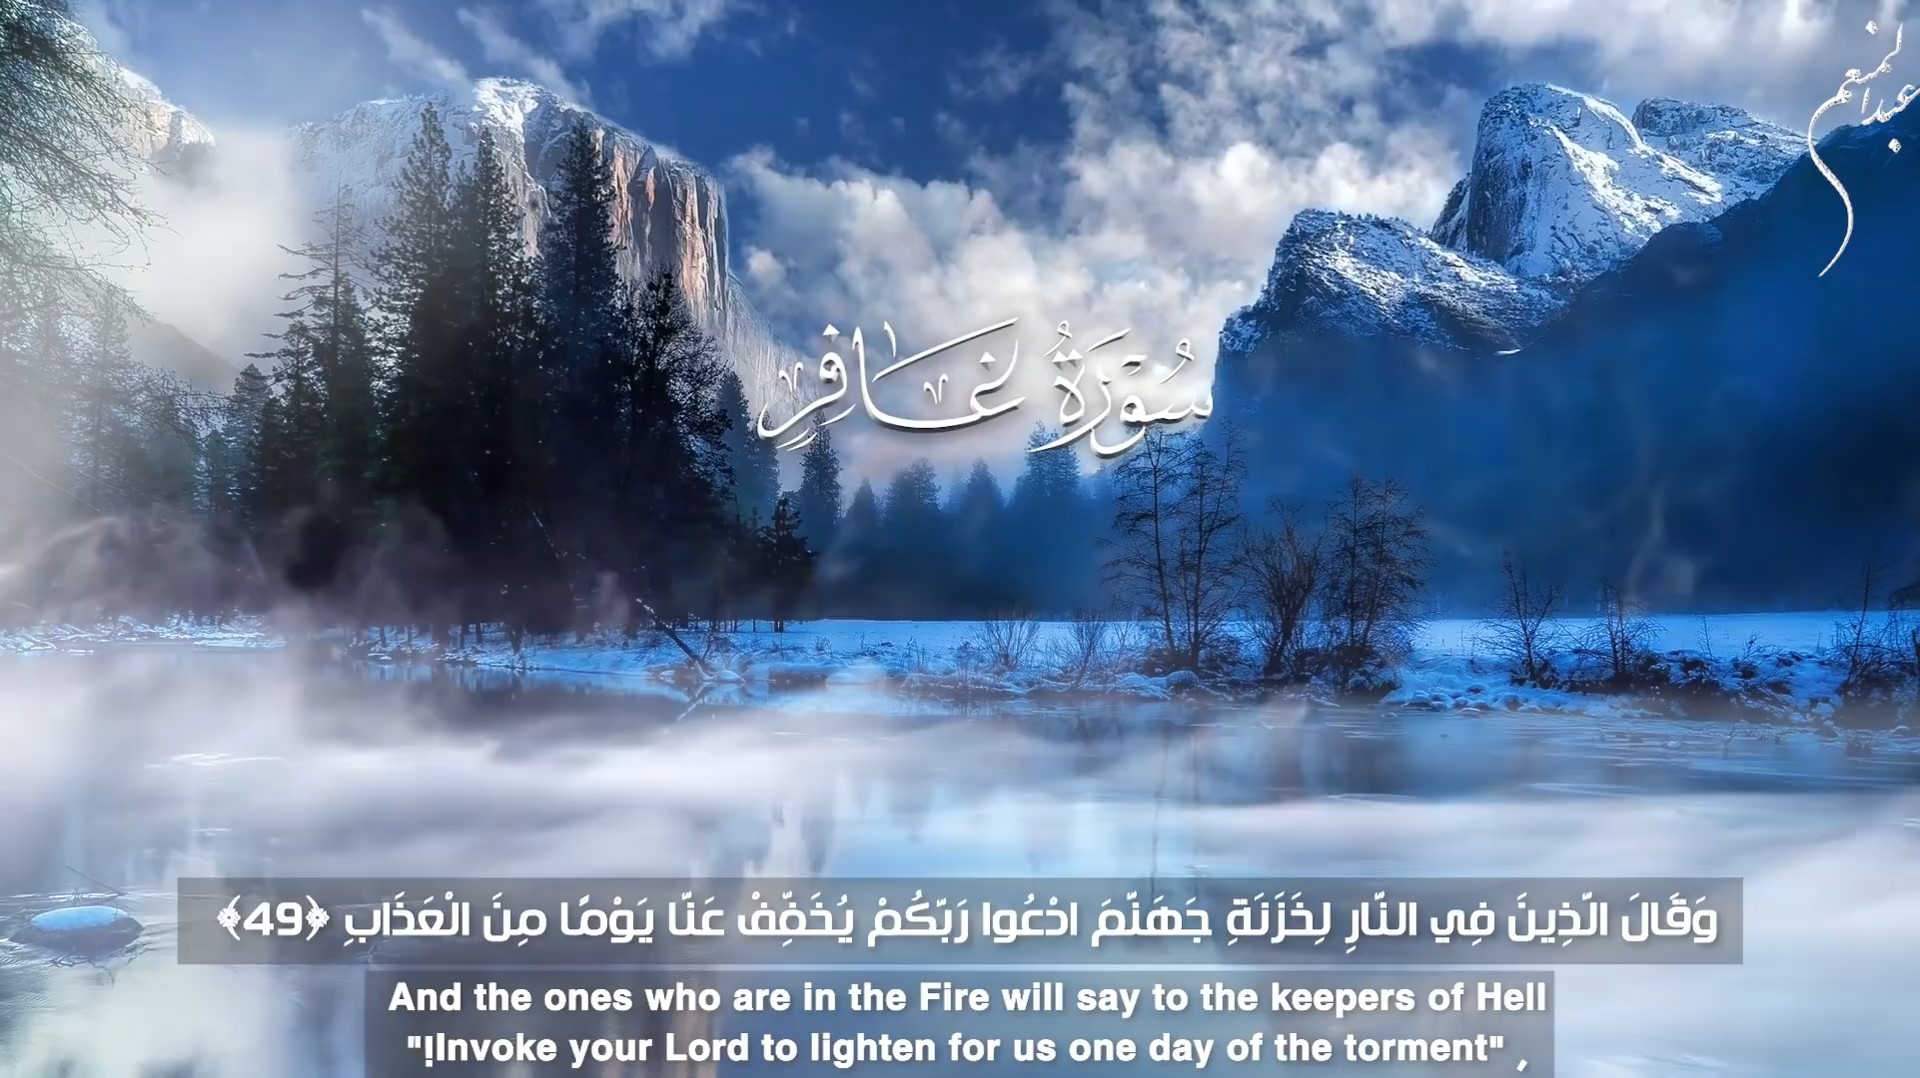 عبدالمنعم
سُوْرَةُ غَافِرٍ
وَقَالَ الَّذِينَ فِي النَّارِ لِخَزَنَةِ جَهَنَّمَ ادْعُوا رَبَّكُمْ يُخَفِّفْ عَنَّا يَوْمًا مِنَ الْعَذَابِ ﴿49﴾
And the ones who are in the Fire will say to the keepers of Hell
"!Invoke your Lord to lighten for us one day of the torment" ,